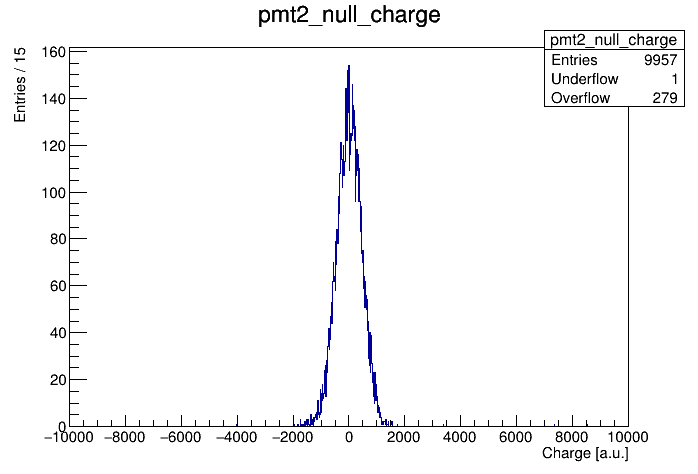 pmt2_null_charge
pmt2_null_charge
Entries 9957
Underflow 1
Overflow 279
Entries / 15
160
140
120
100
80
60
40
20
0
−10000 −8000 −6000 −4000 −2000 0 2000 4000 6000 8000 10000
Charge [a.u.]